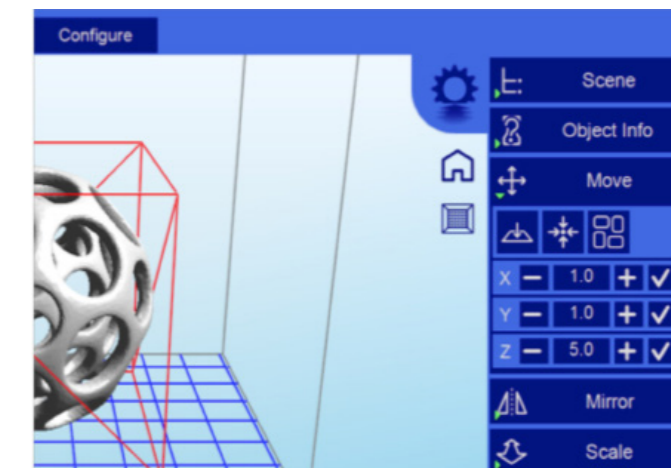 Configure
Scene
Object Info
Move
X 1.0
Y 1.0
Z 5.0
Mirror
Scale